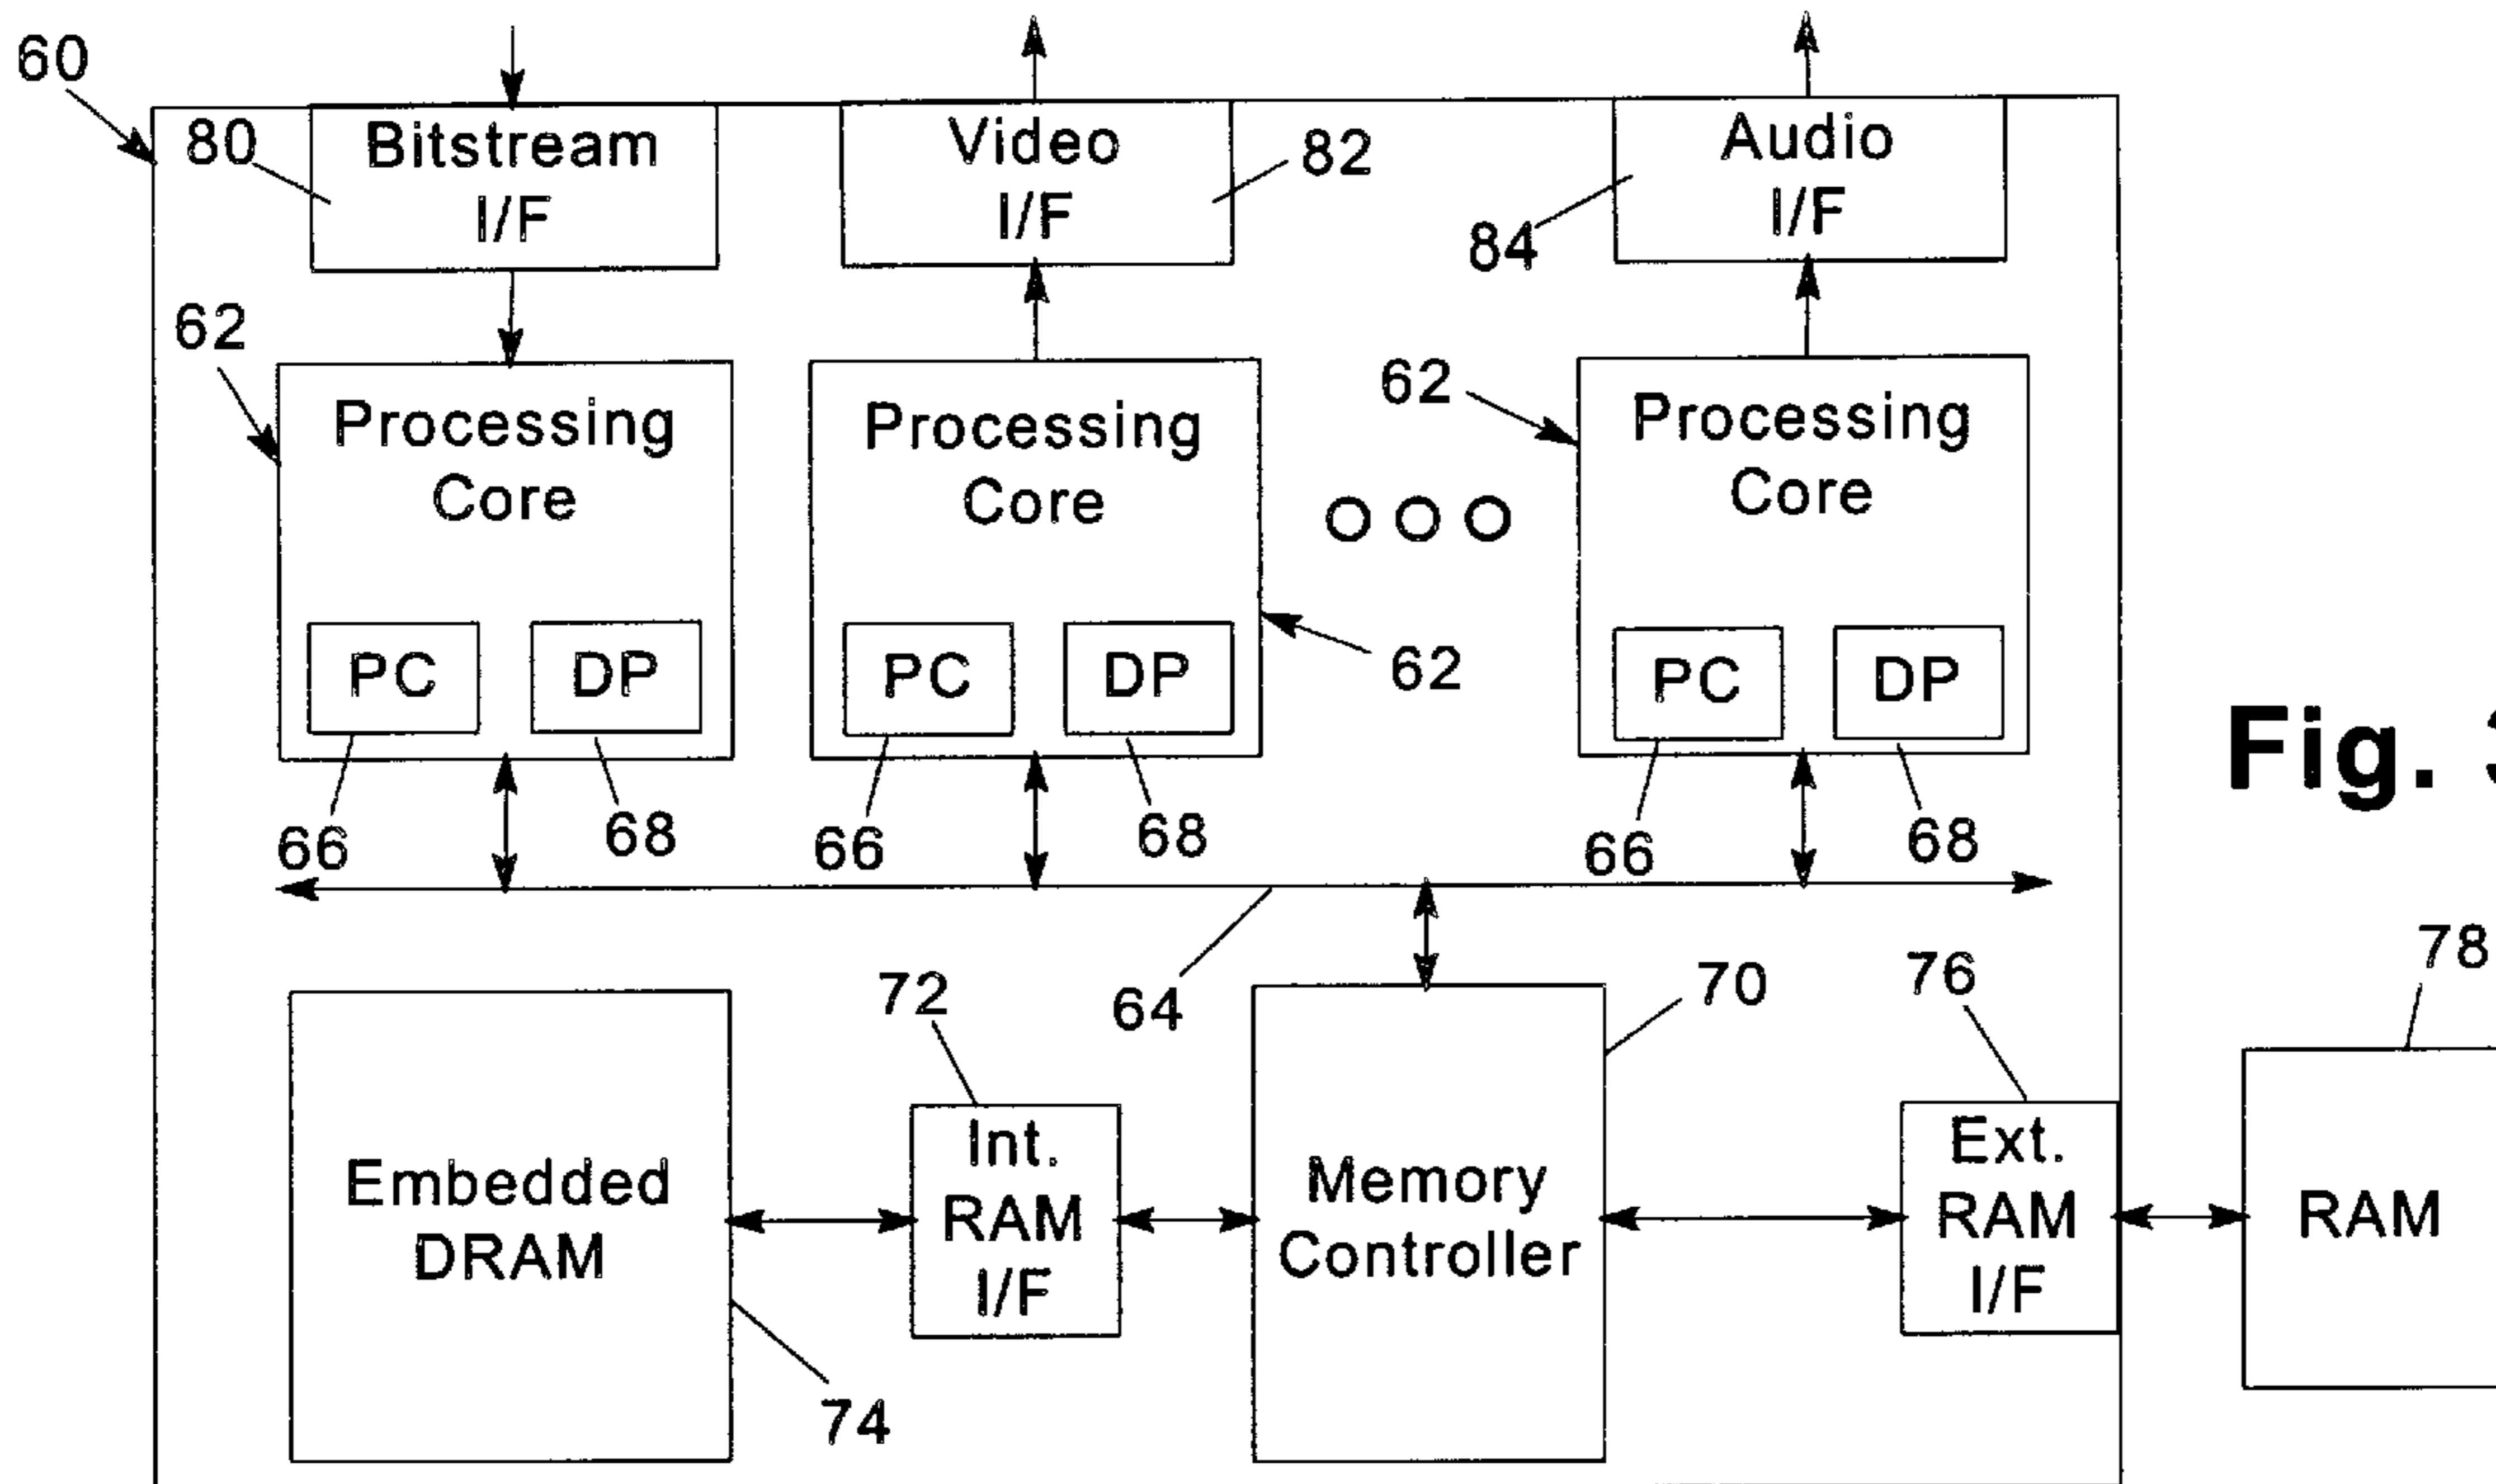 60
80
Bitstream
I/F
Video
I/F
82
Audio
I/F
84
62
Processing
Core
PC
DP
66
68
Processing
Core
PC
DP
62
66
68
62
Processing
Core
PC
DP
66
68
Fig.
64
Embedded
DRAM
74
72
Int.
RAM
I/F
Memory
Controller
70
76
Ext.
RAM
I/F
78
RAM